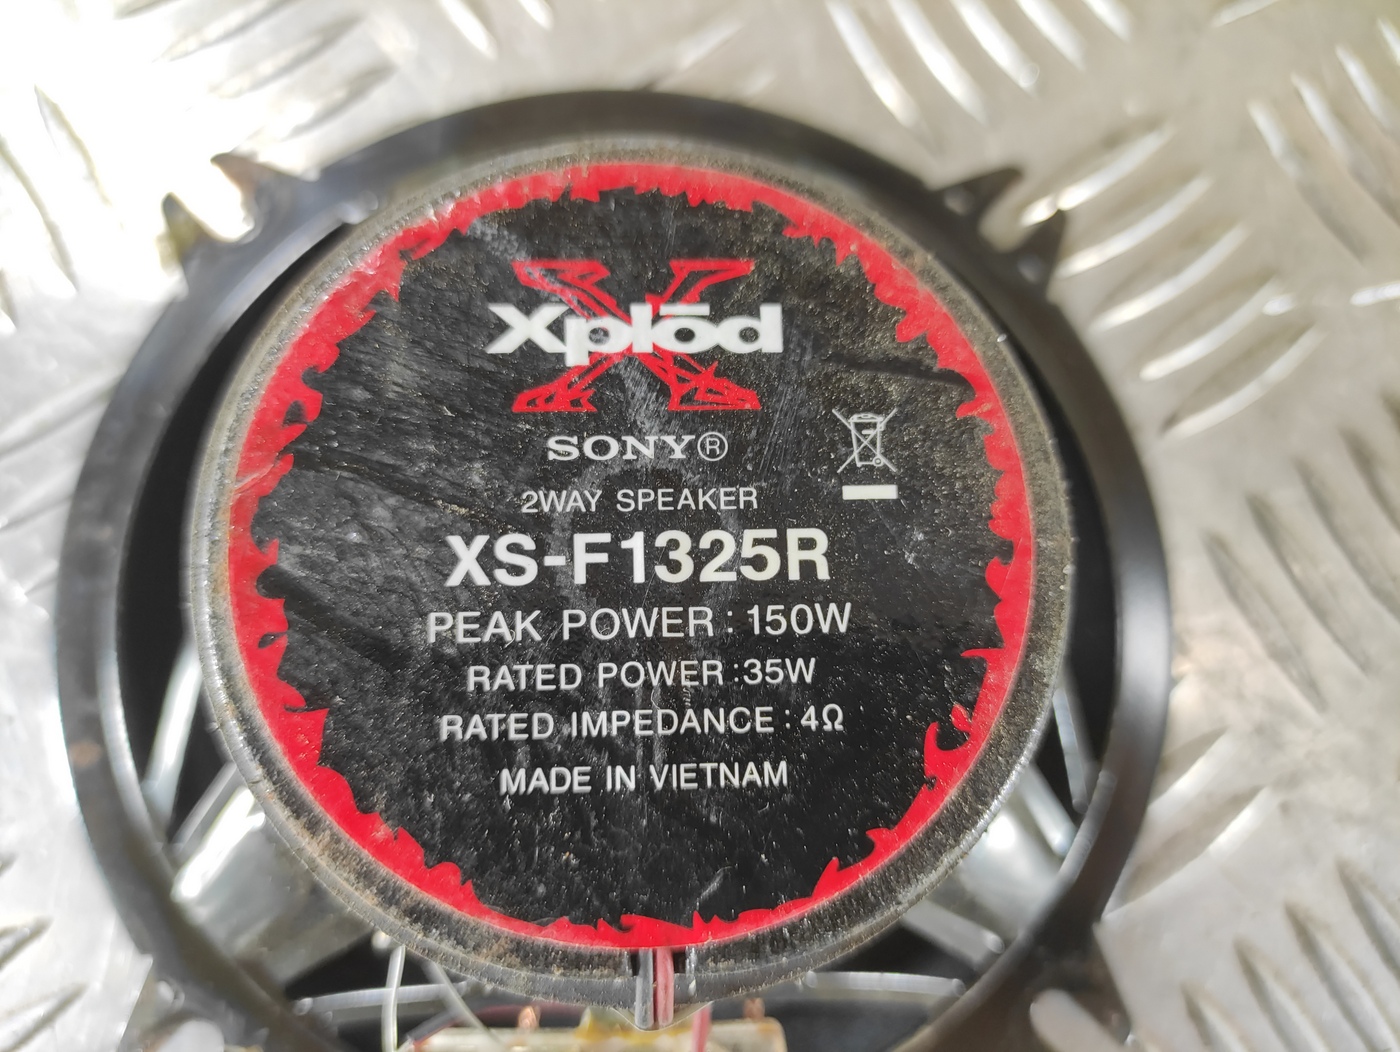 Xplōd
SONY®
2WAY SPEAKER
XS-F1325R
PEAK POWER : 150W
RATED POWER :35W
RATED IMPEDANCE : 4Ω
MADE IN VIETNAM